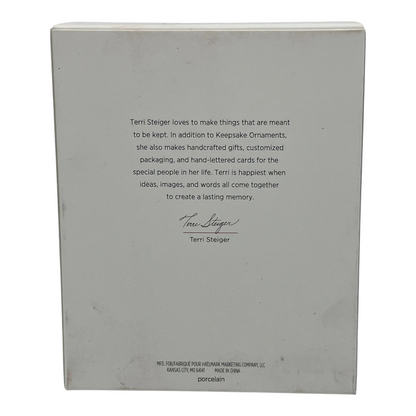 Terri Steiger loves to make things that are meant
to be kept. In addition to Keepsake Ornaments,
she also makes handcrafted gifts, customized
packaging, and hand-lettered cards for the
special people in her life. Terri is happiest when
ideas, images, and words all come together
to create a lasting memory.
Terri Steiger
Terri Steiger
MFG. FOR/FABRIQUÉ POUR HALLMARK MARKETING COMPANY, LLC
KANSAS CITY, MO 64141 MADE IN CHINA
porcelain